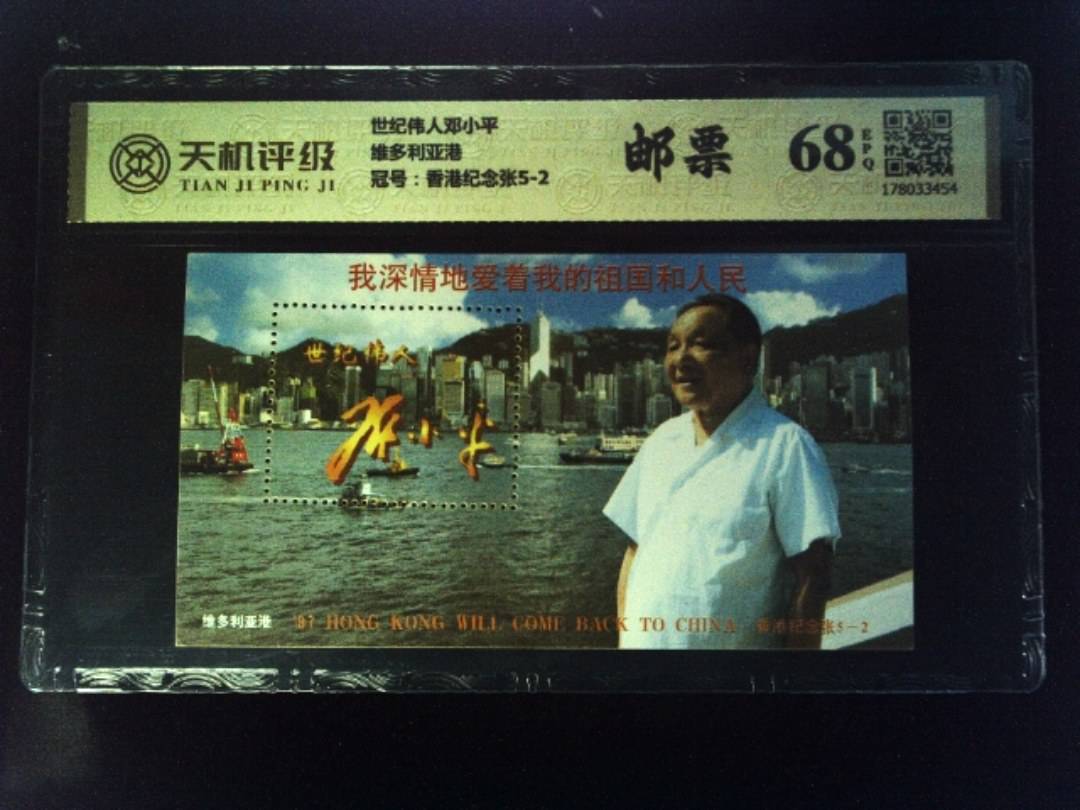 天机评级
TIAN JI PING JI
世纪伟人邓小平
维多利亚港
冠号：香港纪念张5-2
邮票
68
EPQ
178033454
我深情地爱着我的祖国和人民
世纪伟人
邓小平
维多利亚港
97 HONG KONG WILL COME BACK TO CHINA
香港纪念张5－2